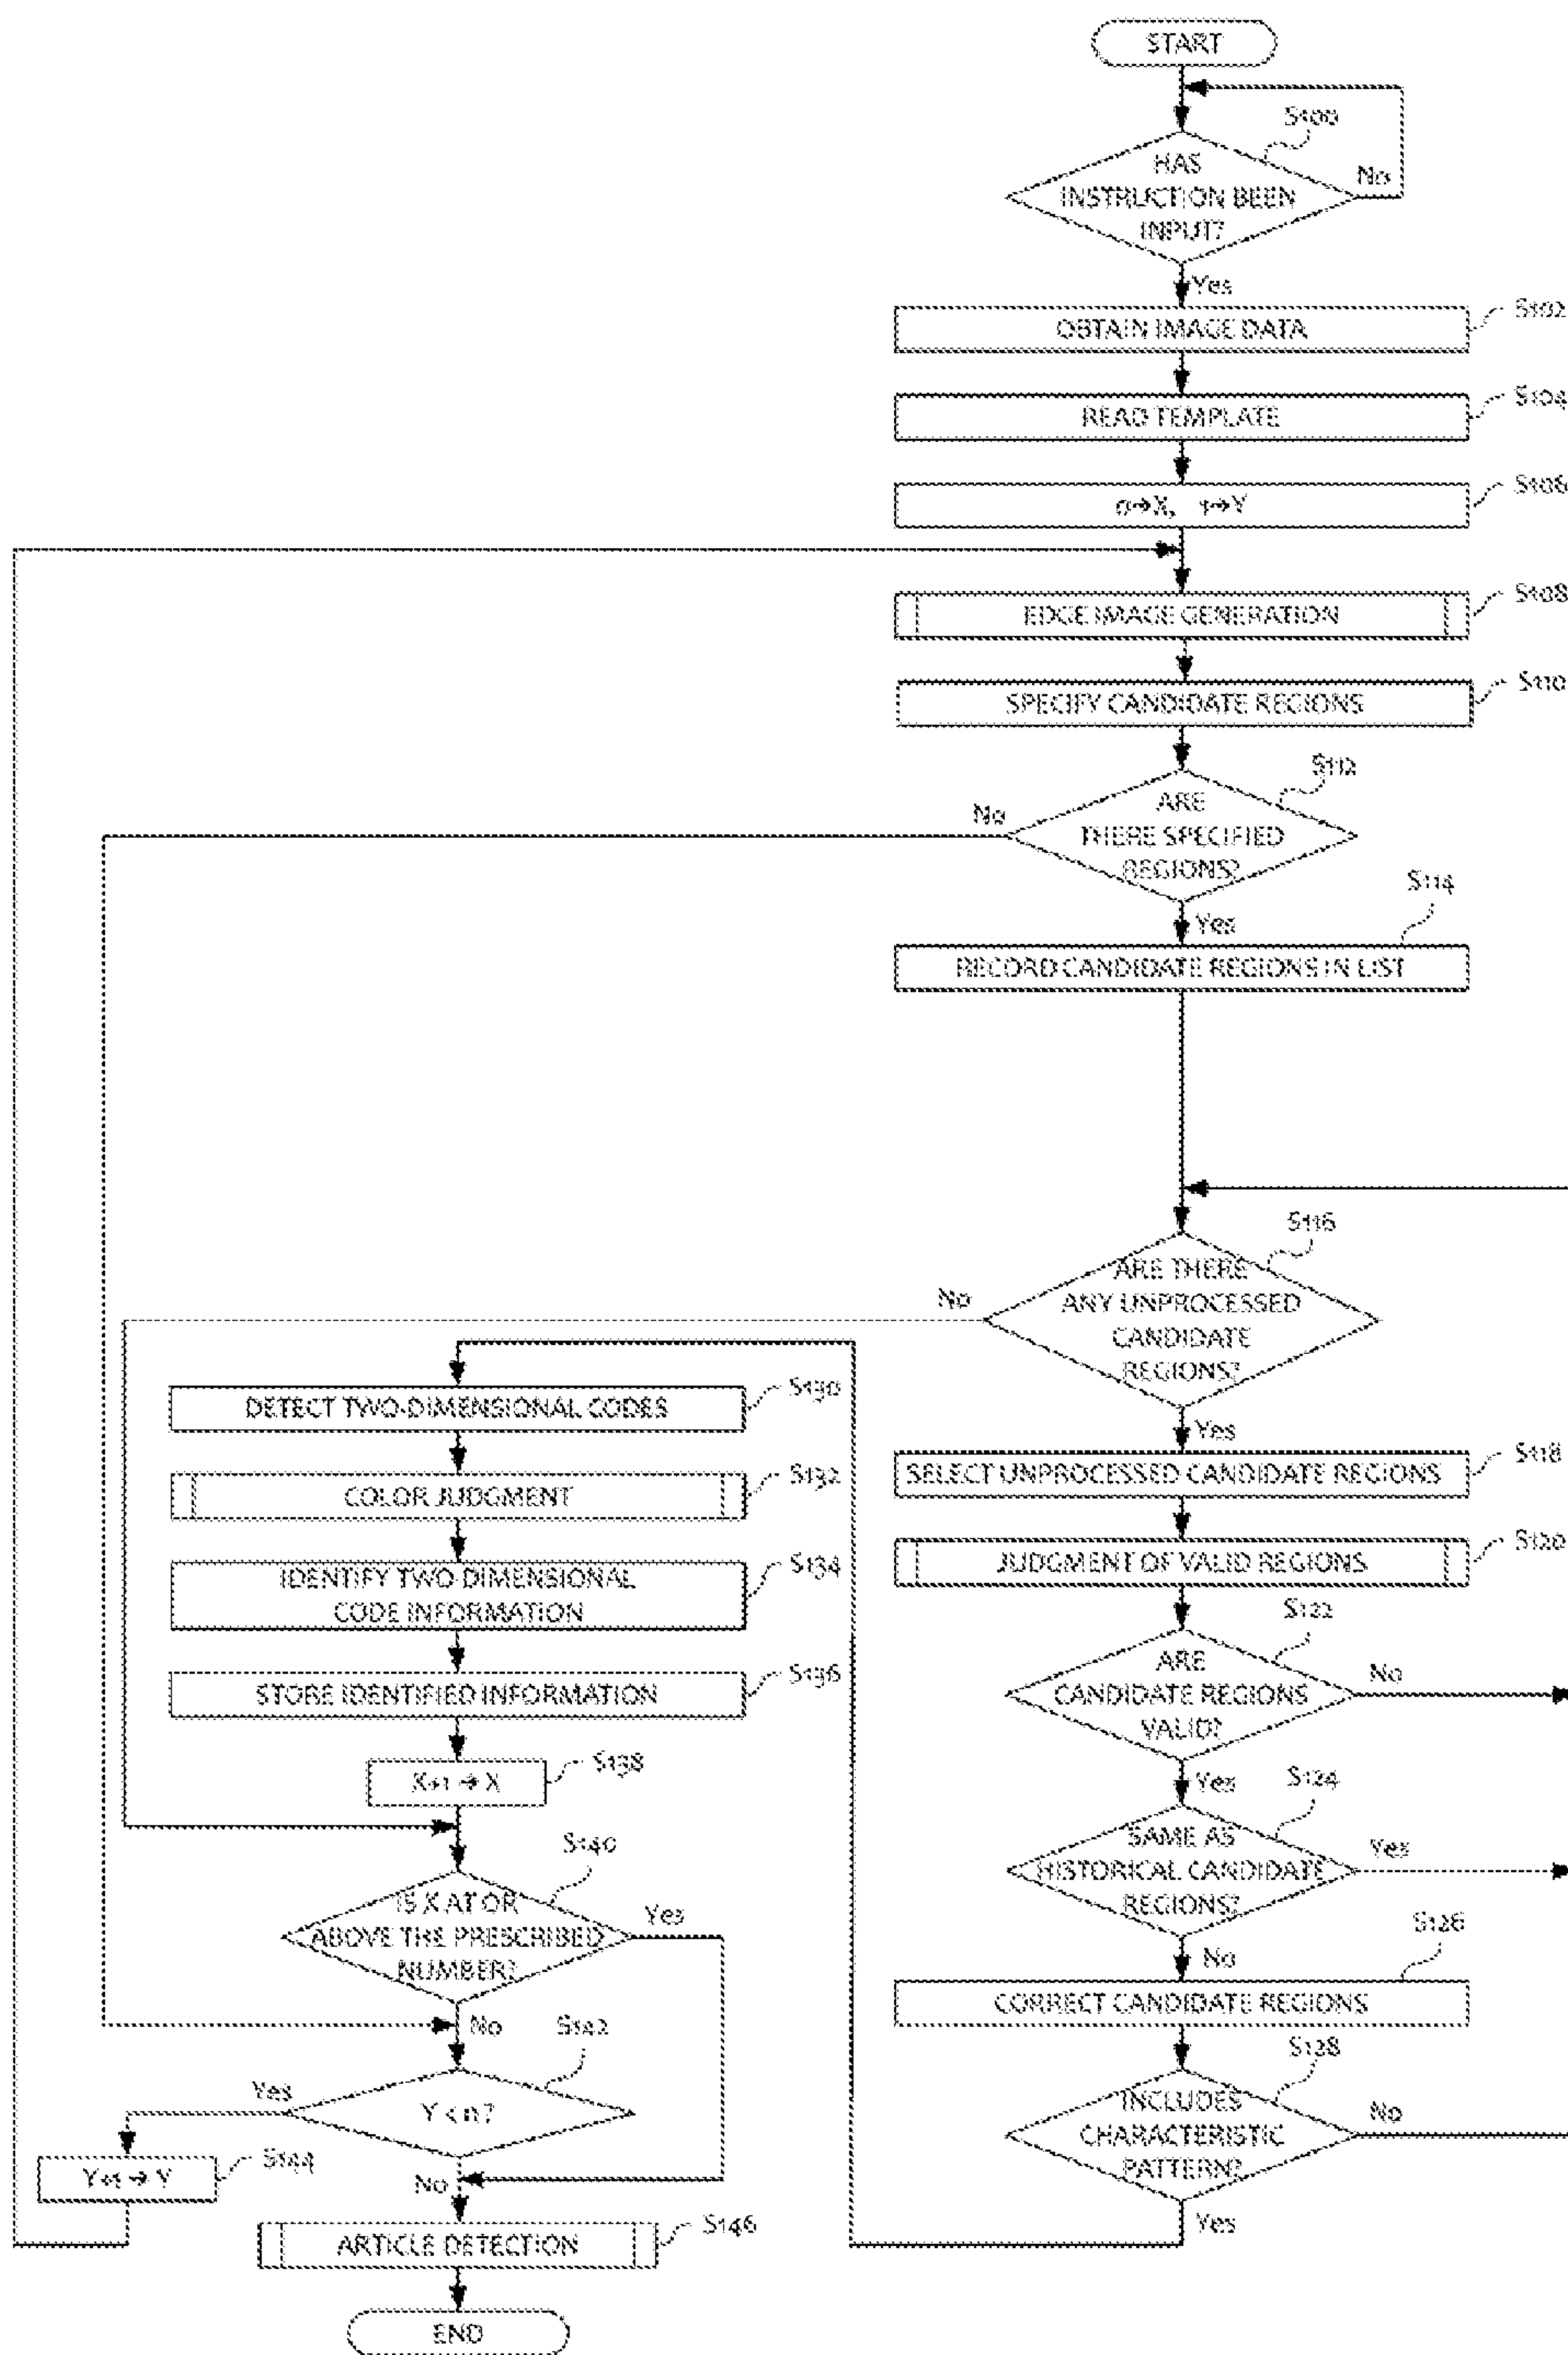 START
S100
HAS
INSTRUCTION BEEN
INPUT?
No
Yes
OBTAIN IMAGE DATA
S102
READ TEMPLATE
S104
0→X, 1→Y
S106
EDGE IMAGE GENERATION
S108
SPECIFY CANDIDATE REGIONS
S110
S112
ARE
THERE SPECIFIED
REGIONS?
No
Yes
S114
RECORD CANDIDATE REGIONS IN LIST
S116
ARE THERE
ANY UNPROCESSED
CANDIDATE
REGIONS?
No
Yes
SELECT UNPROCESSED CANDIDATE REGIONS
S118
JUDGMENT OF VALID REGIONS
S120
S122
ARE
CANDIDATE REGIONS
VALID?
No
Yes
S124
SAME AS
HISTORICAL CANDIDATE
REGIONS?
Yes
No
S126
CORRECT CANDIDATE REGIONS
S128
INCLUDES
CHARACTERISTIC
PATTERN?
No
Yes
DETECT TWO-DIMENSIONAL CODES
S130
COLOR JUDGMENT
S132
IDENTIFY TWO-DIMENSIONAL
CODE INFORMATION
S134
STORE IDENTIFIED INFORMATION
S136
X+1 → X
S138
S140
IS X AT OR
ABOVE THE PRESCRIBED
NUMBER?
Yes
No
S142
Y < n ?
Yes
No
Y+1 → Y
S144
ARTICLE DETECTION
S146
END